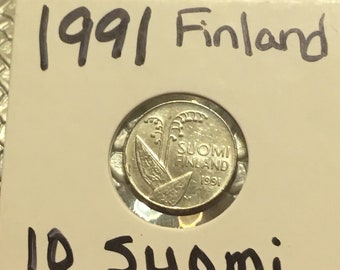 1991 Finland
SUOMI
FINLAND
1991
M
10 Suomi